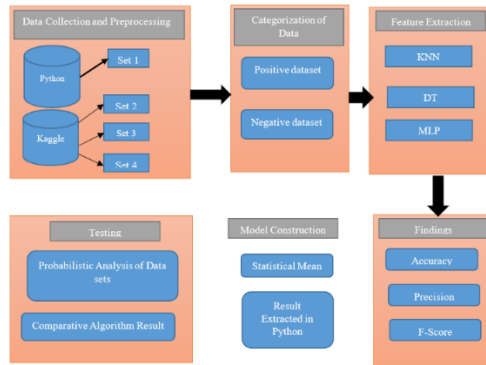 Data Collection and Preprocessing
Python
Set 1
Kaggle
Set 2
Set 3
Set 4
Categorization of
Data
Positive dataset
Negative dataset
Feature Extraction
KNN
DT
MLP
Testing
Probabilistic Analysis of Data
sets
Comparative Algorithm Result
Model Construction
Statistical Mean
Result
Extracted in
Python
Findings
Accuracy
Precision
F-Score